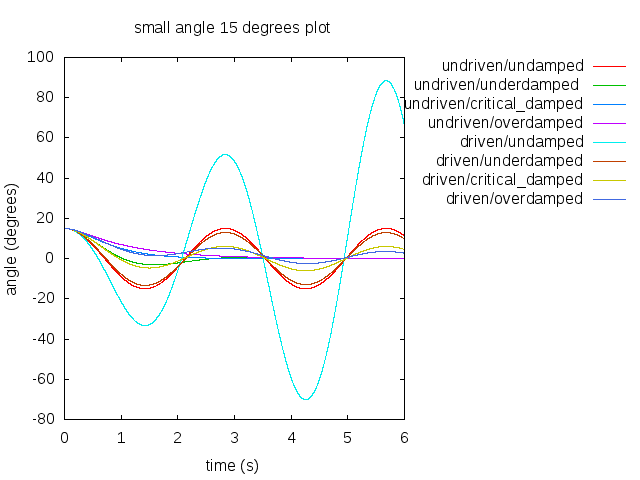 small angle 15 degrees plot
100
80
60
40
20
0
-20
-40
-60
-80
0 1 2 3 4 5 6
angle (degrees)
time (s)
undriven/undamped
undriven/underdamped
undriven/critical_damped
undriven/overdamped
driven/undamped
driven/underdamped
driven/critical_damped
driven/overdamped